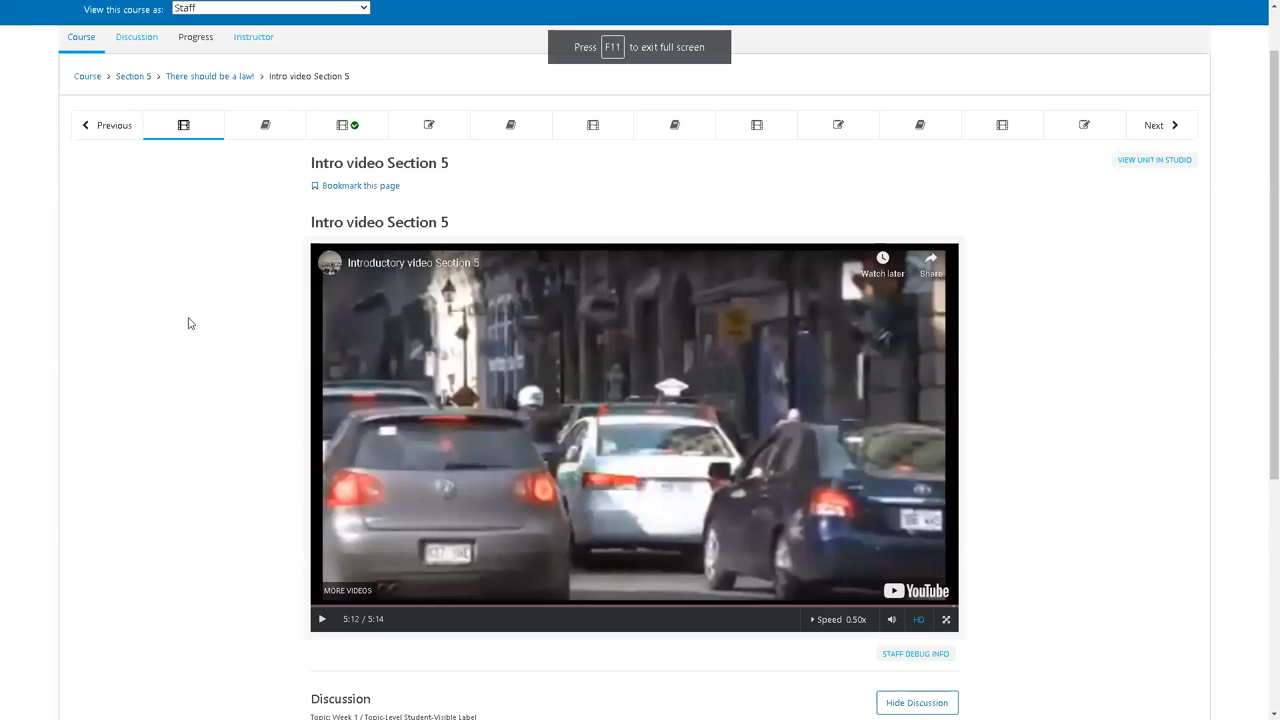 View this course as: Staff
Course Discussion Progress Instructor
Press F11 to exit full screen
Course > Section 5 > There should be a law! > Intro video Section 5
Previous
Next
Intro video Section 5
VIEW UNIT IN STUDIO
Bookmark this page
Intro video Section 5
Introductory video Section 5
Watch later
Share
MORE VIDEOS
YouTube
5:12 / 5:14
Speed 0.50x
HD
STAFF DEBUG INFO
Discussion
Hide Discussion
Topic: Week 1 / Topic-Level Student-Visible Label